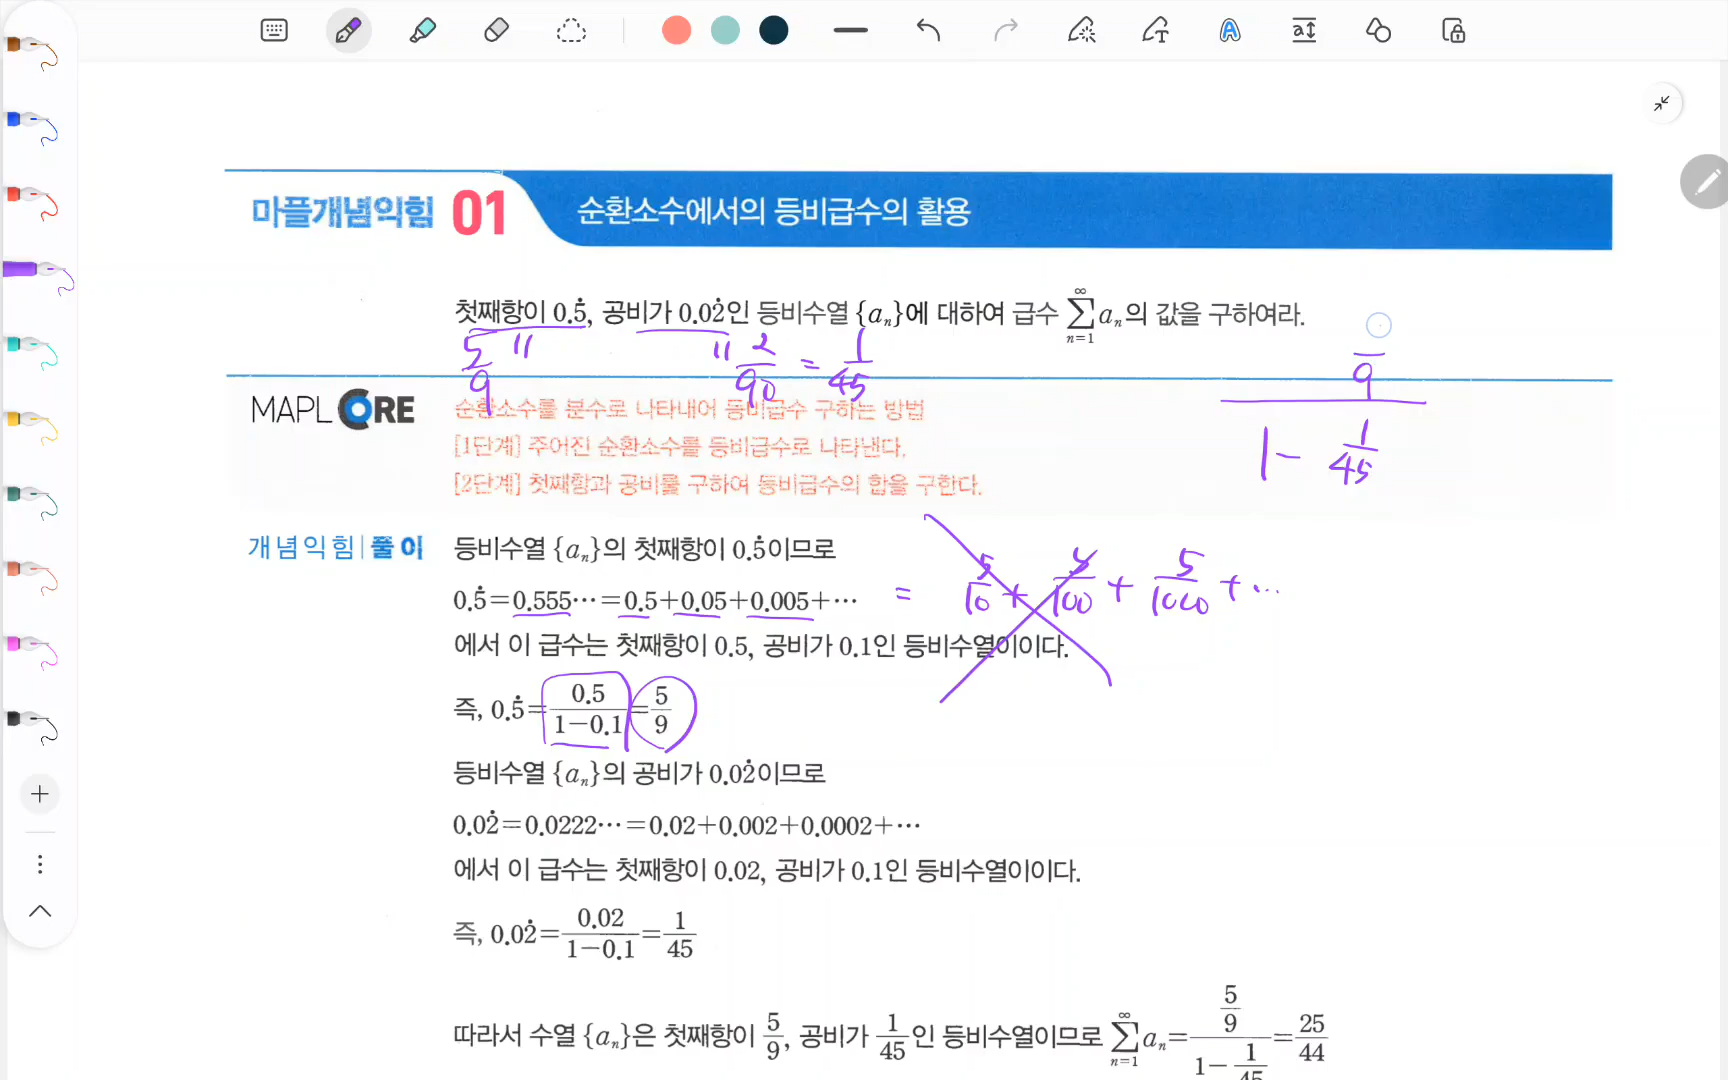 마플개념익힘 01 순환소수에서의 등비급수의 활용
첫째항이 0.5̇, 공비가 0.02̇인 등비수열 {aₙ}에 대하여 급수 ∑_{n=1}^{∞} aₙ의 값을 구하여라.
5/9 = = 2/90 = 1/45
/9
1 - 1/45
MAPL CORE 순환소수를 분수로 나타내어 등비급수 구하는 방법
[1단계] 주어진 순환소수를 등비급수로 나타낸다.
[2단계] 첫째항과 공비를 구하여 등비급수의 합을 구한다.
개념익힘 | 풀이 등비수열 {aₙ}의 첫째항이 0.5̇이므로
0.5̇=0.555⋯=0.5+0.05+0.005+⋯ = 5/10 + 5/100 + 5/1000 + ⋯
에서 이 급수는 첫째항이 0.5, 공비가 0.1인 등비수열이이다.
즉, 0.5̇=0.5/(1−0.1)=5/9
등비수열 {aₙ}의 공비가 0.02̇이므로
0.02̇=0.0222⋯=0.02+0.002+0.0002+⋯
에서 이 급수는 첫째항이 0.02, 공비가 0.1인 등비수열이이다.
즉, 0.02̇=0.02/(1−0.1)=1/45
따라서 수열 {aₙ}은 첫째항이 5/9, 공비가 1/45인 등비수열이므로 ∑_{n=1}^{∞} aₙ=(5/9)/(1−1/45)=25/44